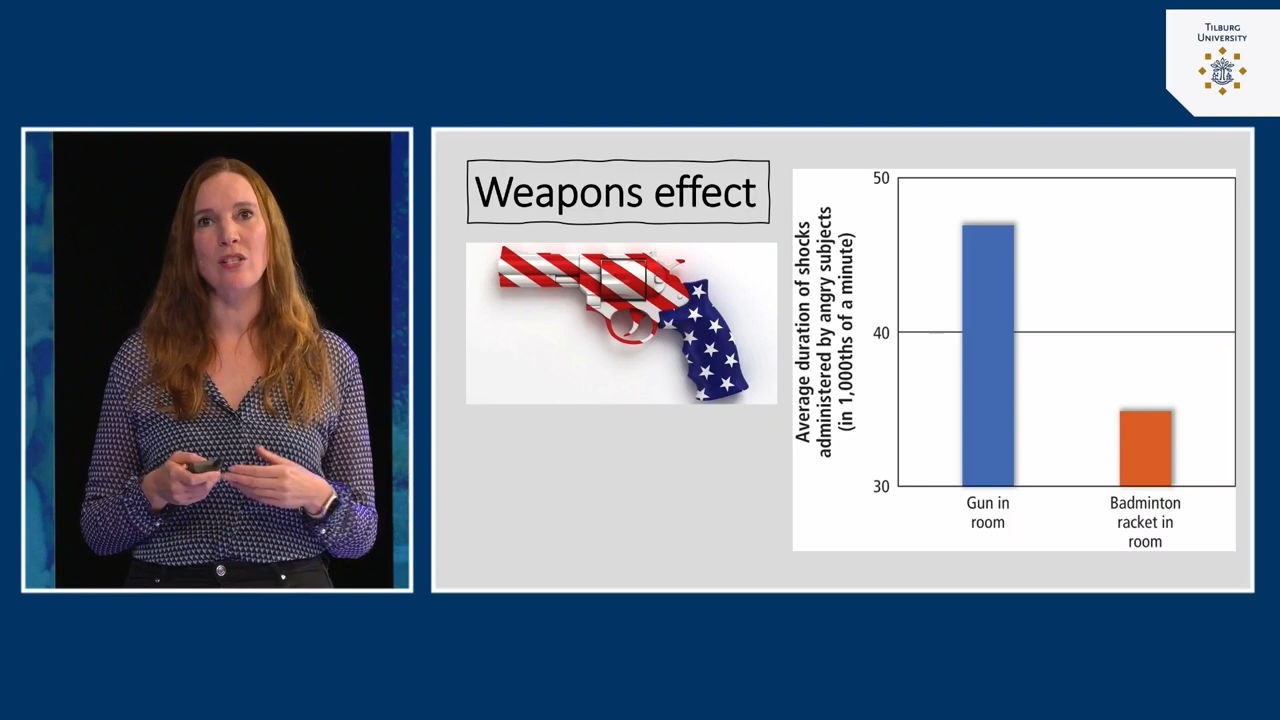 TILBURG
UNIVERSITY
Weapons effect
Average duration of shocks
administered by angry subjects
(in 1,000ths of a minute)
50
40
30
Gun in
room
Badminton
racket in
room